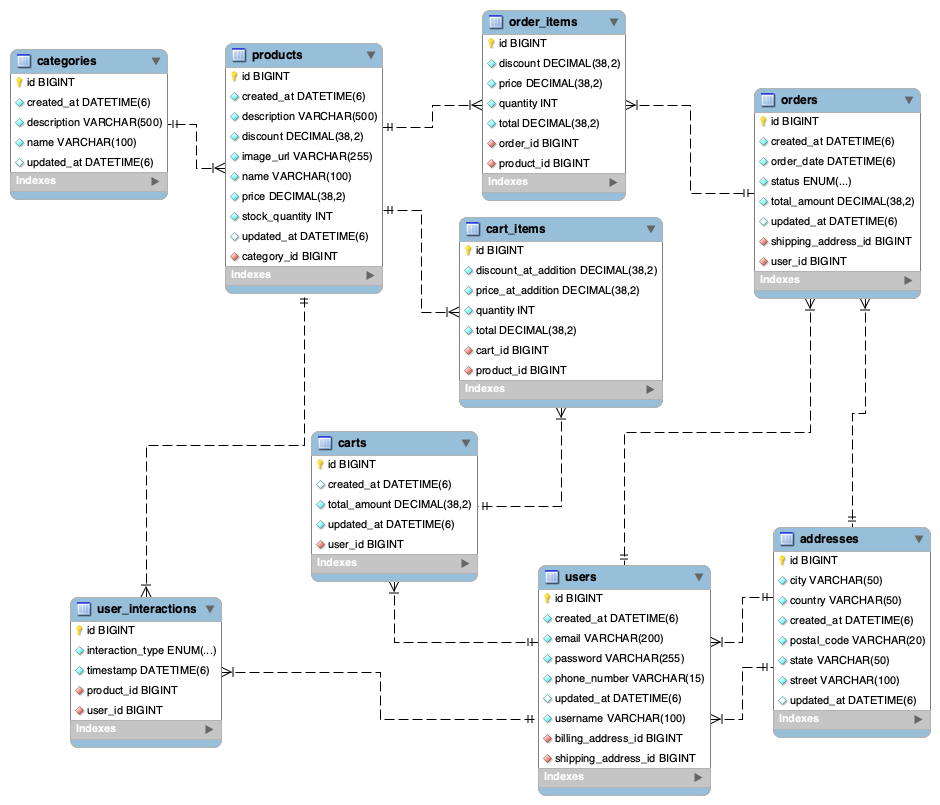 categories
id BIGINT
created_at DATETIME(6)
description VARCHAR(500)
name VARCHAR(100)
updated_at DATETIME(6)
Indexes
products
id BIGINT
created_at DATETIME(6)
description VARCHAR(500)
discount DECIMAL(38,2)
image_url VARCHAR(255)
name VARCHAR(100)
price DECIMAL(38,2)
stock_quantity INT
updated_at DATETIME(6)
category_id BIGINT
Indexes
order_items
id BIGINT
discount DECIMAL(38,2)
price DECIMAL(38,2)
quantity INT
total DECIMAL(38,2)
order_id BIGINT
product_id BIGINT
Indexes
orders
id BIGINT
created_at DATETIME(6)
order_date DATETIME(6)
status ENUM(...)
total_amount DECIMAL(38,2)
updated_at DATETIME(6)
shipping_address_id BIGINT
user_id BIGINT
Indexes
cart_items
id BIGINT
discount_at_addition DECIMAL(38,2)
price_at_addition DECIMAL(38,2)
quantity INT
total DECIMAL(38,2)
cart_id BIGINT
product_id BIGINT
Indexes
carts
id BIGINT
created_at DATETIME(6)
total_amount DECIMAL(38,2)
updated_at DATETIME(6)
user_id BIGINT
Indexes
user_interactions
id BIGINT
interaction_type ENUM(...)
timestamp DATETIME(6)
product_id BIGINT
user_id BIGINT
Indexes
users
id BIGINT
created_at DATETIME(6)
email VARCHAR(200)
password VARCHAR(255)
phone_number VARCHAR(15)
updated_at DATETIME(6)
username VARCHAR(100)
billing_address_id BIGINT
shipping_address_id BIGINT
Indexes
addresses
id BIGINT
city VARCHAR(50)
country VARCHAR(50)
created_at DATETIME(6)
postal_code VARCHAR(20)
state VARCHAR(50)
street VARCHAR(100)
updated_at DATETIME(6)
Indexes